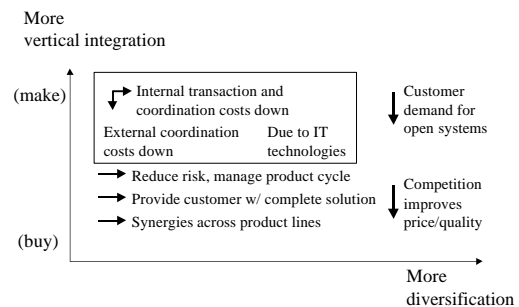 More
vertical integration
(make)
Internal transaction and
coordination costs down
External coordination
costs down
Due to IT
technologies
Customer
demand for
open systems
Reduce risk, manage product cycle
Provide customer w/ complete solution
Synergies across product lines
Competition
improves
price/quality
(buy)
More
diversification